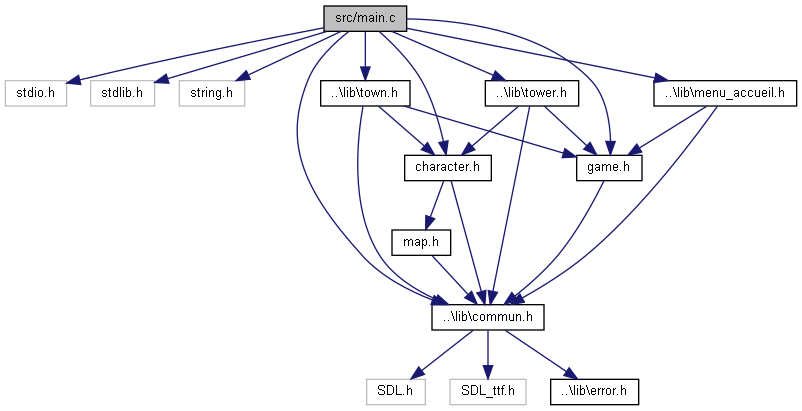 src/main.c
stdio.h
stdlib.h
string.h
..\lib\town.h
..\lib\tower.h
..\lib\menu_accueil.h
character.h
game.h
map.h
..\lib\commun.h
SDL.h
SDL_ttf.h
..\lib\error.h